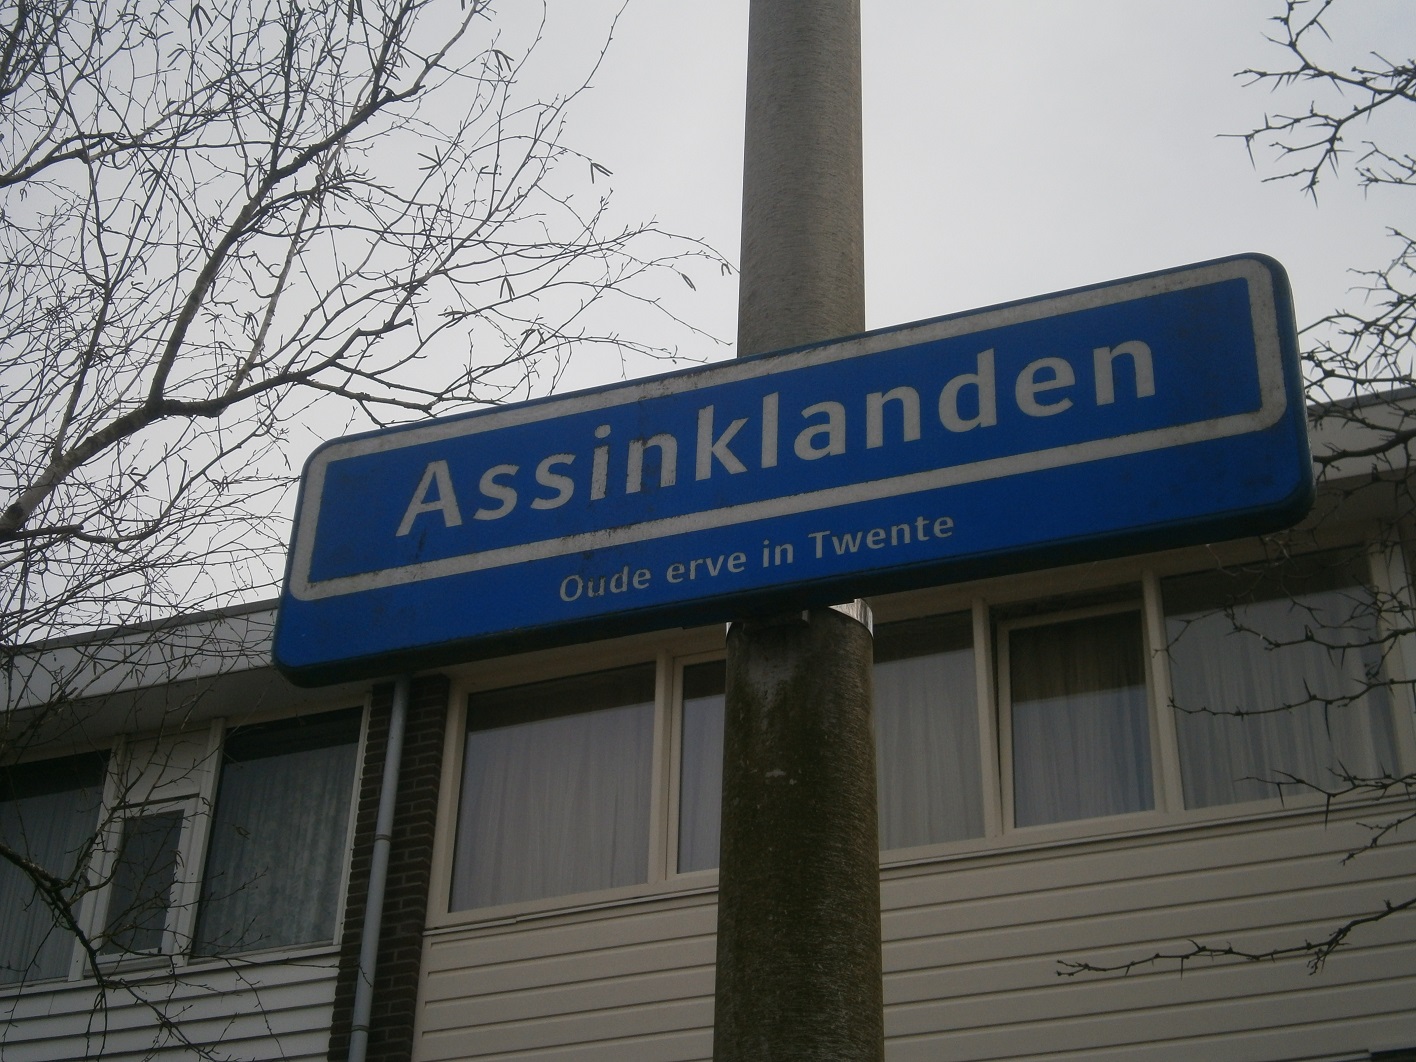 Assinklanden
Oude erve in Twente